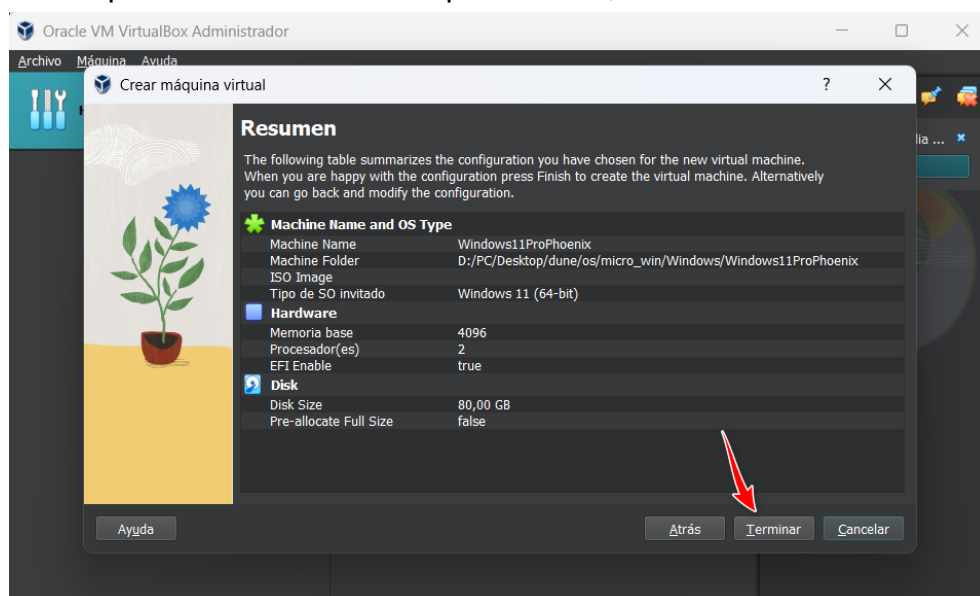 Oracle VM VirtualBox Administrador
Archivo Máquina Ayuda
Crear máquina virtual
?
Resumen
The following table summarizes the configuration you have chosen for the new virtual machine.
When you are happy with the configuration press Finish to create the virtual machine. Alternatively
you can go back and modify the configuration.
Machine Name and OS Type
Machine Name Windows11ProPhoenix
Machine Folder D:/PC/Desktop/dune/os/micro_win/Windows/Windows11ProPhoenix
ISO Image
Tipo de SO invitado Windows 11 (64-bit)
Hardware
Memoria base 4096
Procesador(es) 2
EFI Enable true
Disk
Disk Size 80,00 GB
Pre-allocate Full Size false
Ayuda Atrás Terminar Cancelar